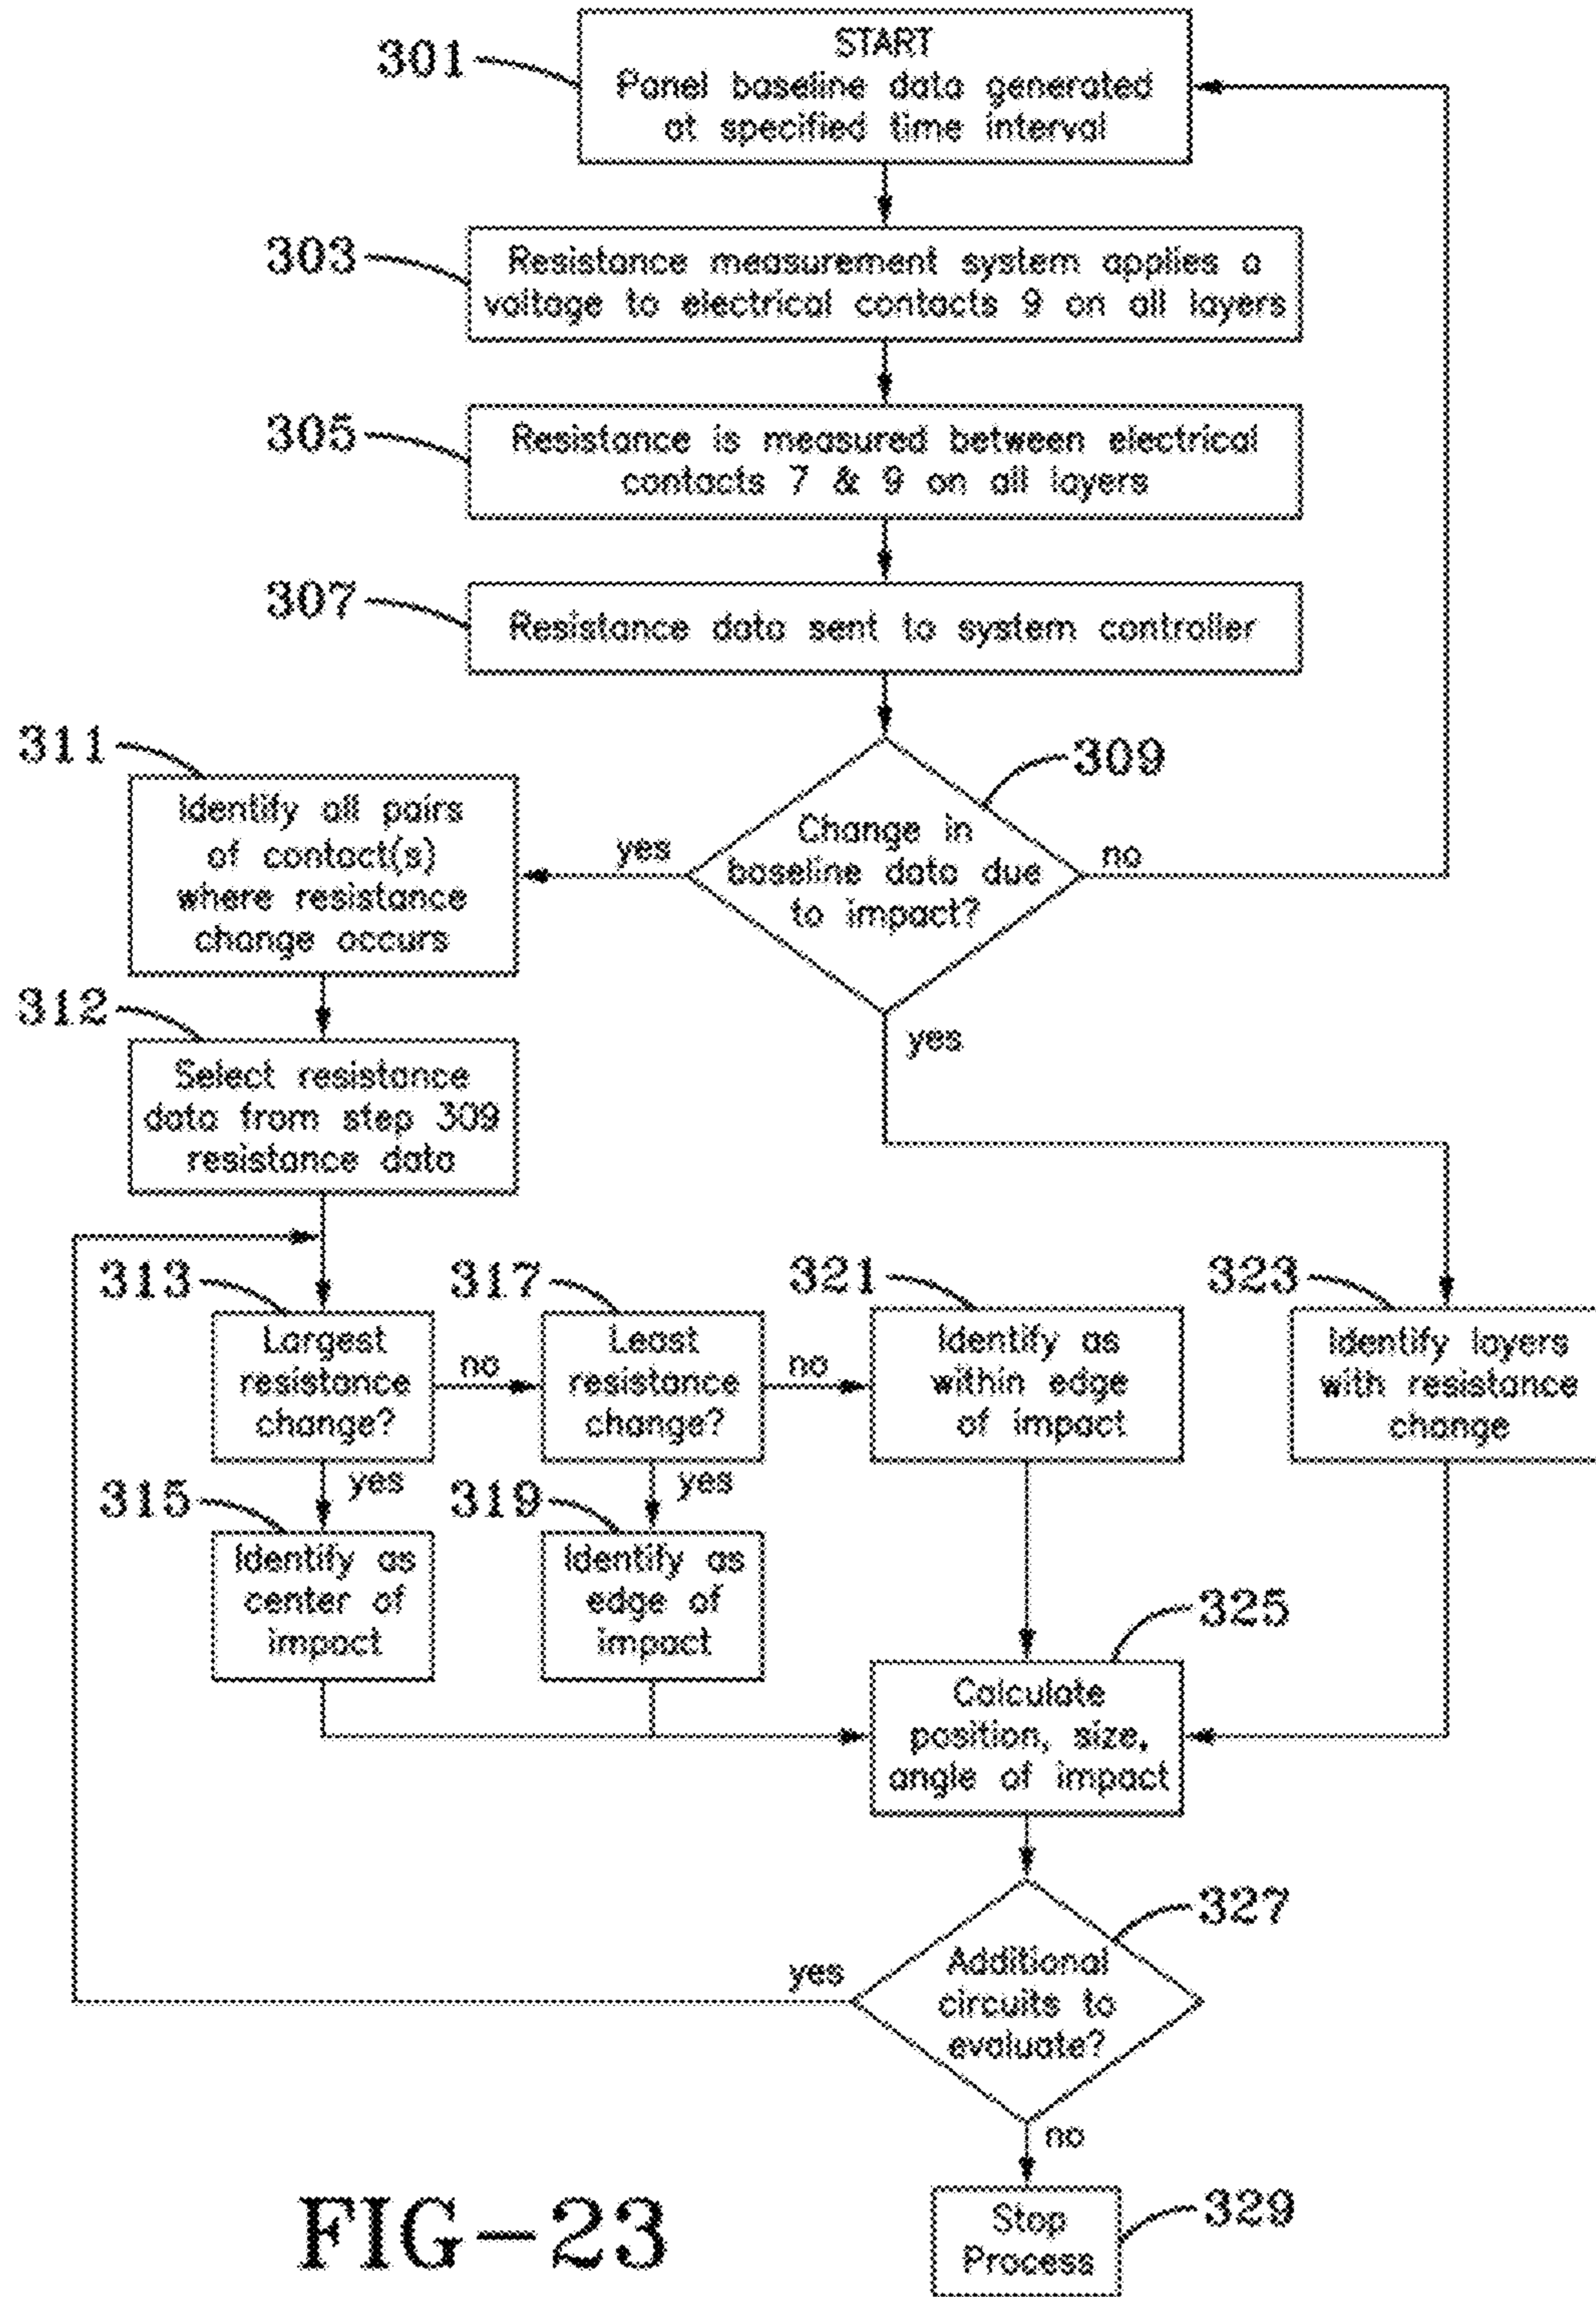 301
START
Panel baseline data generated
at specified time interval
303
Resistance measurement system applies a
voltage to electrical contacts 9 on all layers
305
Resistance is measured between electrical
contacts 7 & 9 on all layers
307
Resistance data sent to system controller
309
Change in
baseline data due
to impact?
yes
no
yes
311
Identify all pairs
of contact(s)
where resistance
change occurs
312
Select resistance
data from step 309
resistance data
313
Largest
resistance
change?
no
yes
317
Least
resistance
change?
no
yes
321
Identify as
within edge
of impact
323
Identify layers
with resistance
change
315
Identify as
center of
impact
319
Identify as
edge of
impact
325
Calculate
position, size,
angle of impact
327
Additional
circuits to
evaluate?
yes
no
329
Stop
Process
FIG-23